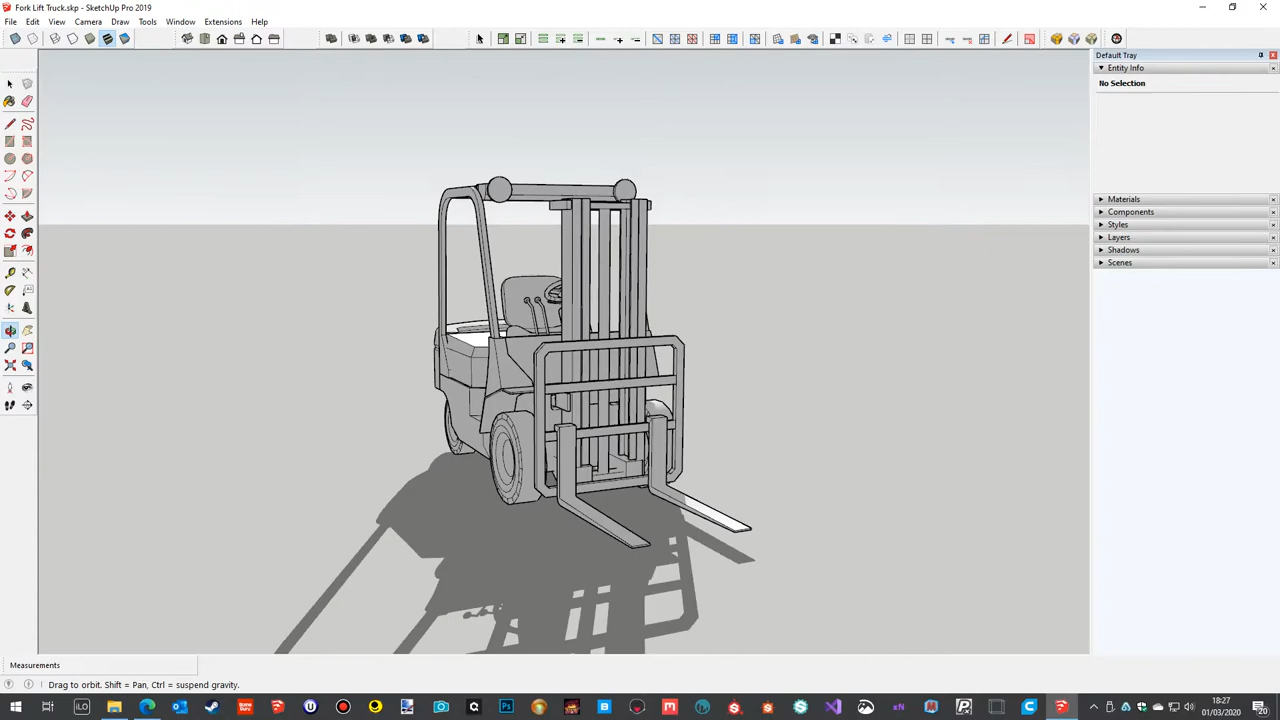 Fork Lift Truck.skp - SketchUp Pro 2019
File Edit View Camera Draw Tools Window Extensions Help
Default Tray
Entity Info
No Selection
Materials
Components
Styles
Layers
Shadows
Scenes
Measurements
Drag to orbit. Shift = Pan, Ctrl = suspend gravity.
18:27
01/03/2020